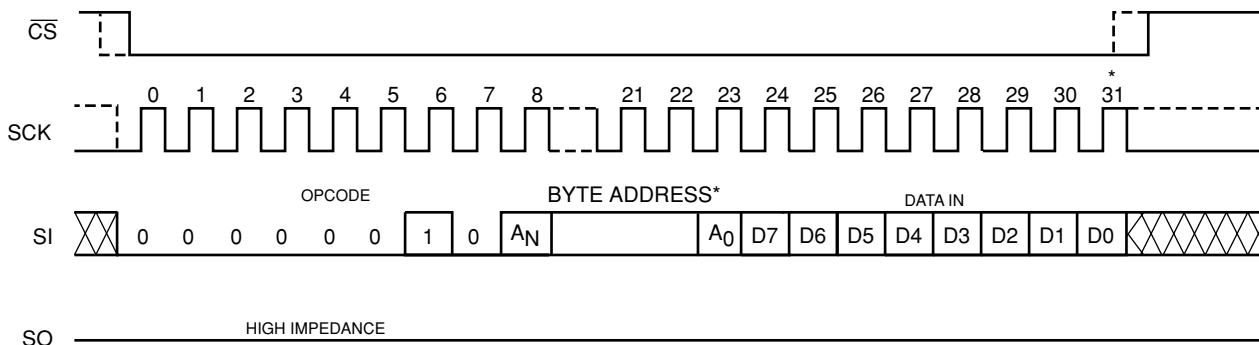 CS
*
0 1 2 3 4 5 6 7 8 21 22 23 24 25 26 27 28 29 30 31
SCK
OPCODE BYTE ADDRESS* DATA IN
SI 0 0 0 0 0 0 1 0 AN A0 D7 D6 D5 D4 D3 D2 D1 D0
HIGH IMPEDANCE
SO